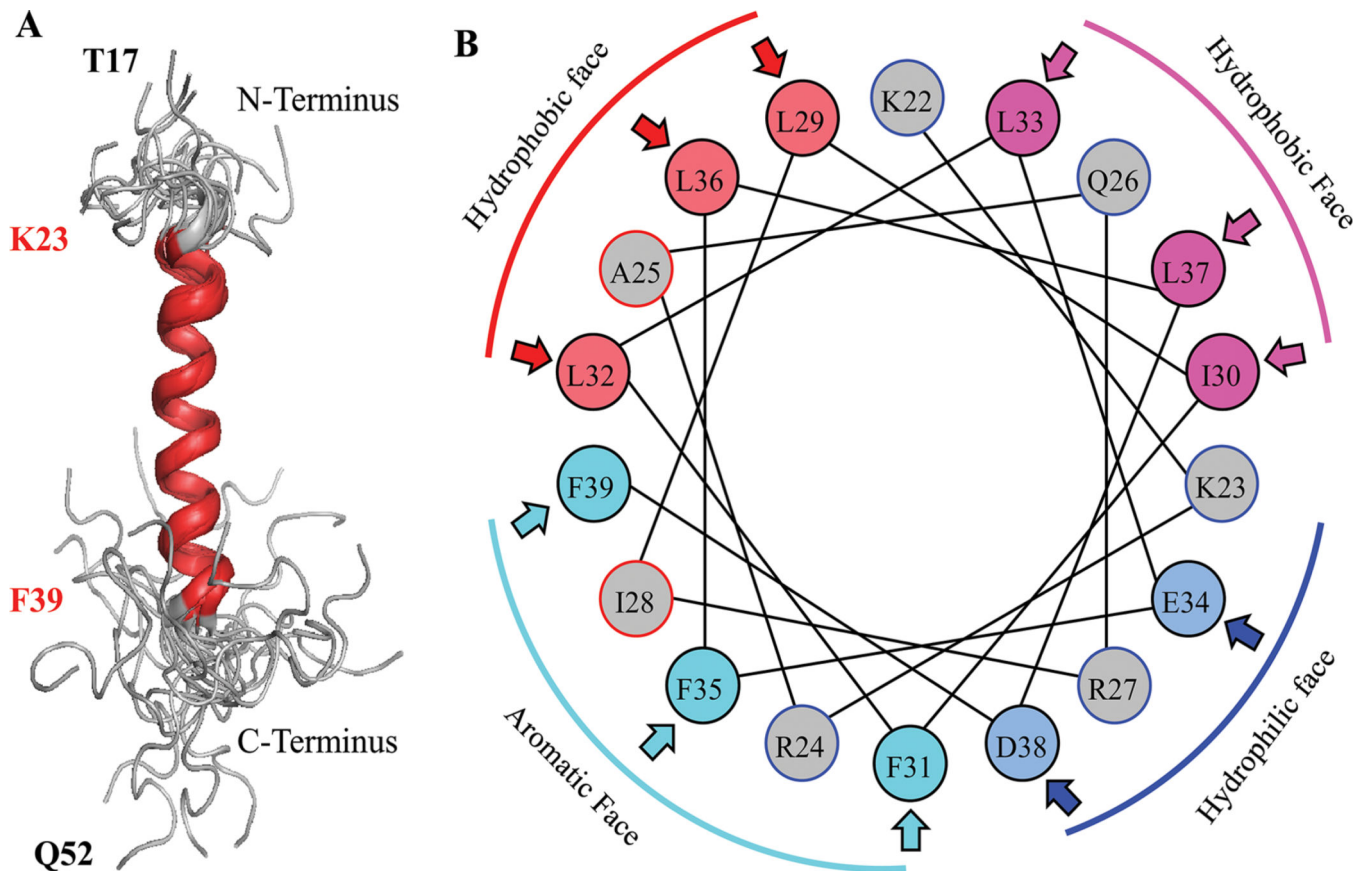 A
T17
N-Terminus
K23
F39
C-Terminus
Q52
B
Hydrophobic face
Hydrophobic Face
Aromatic Face
Hydrophilic face
K22
L29
L33
L36
Q26
A25
L37
L32
I30
F39
K23
I28
E34
F35
R27
R24
D38
F31